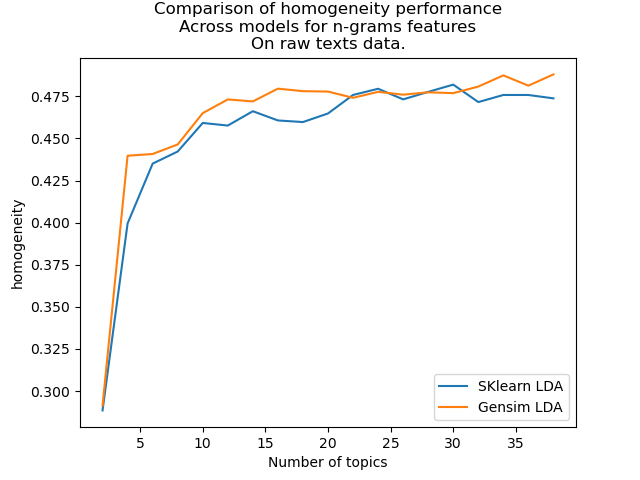 Comparison of homogeneity performance
Across models for n-grams features
On raw texts data.
homogeneity
0.475
0.450
0.425
0.400
0.375
0.350
0.325
0.300
SKlearn LDA
Gensim LDA
5 10 15 20 25 30 35
Number of topics